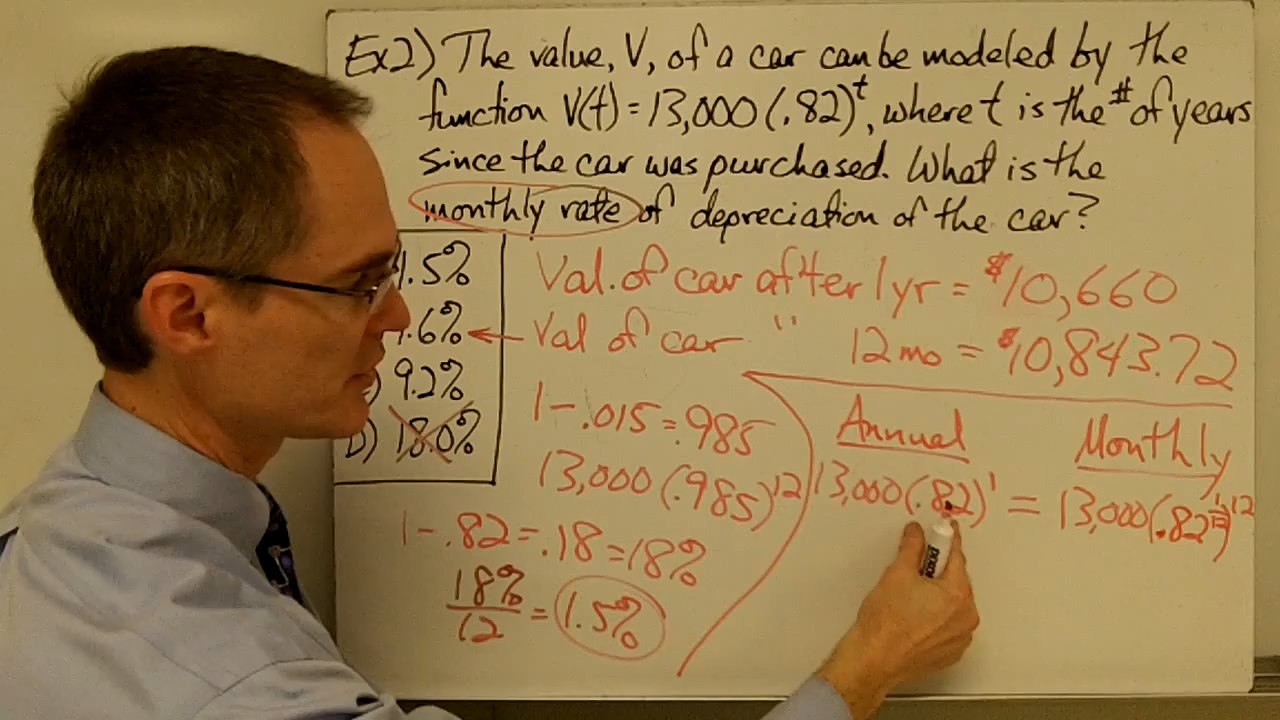 Ex2) The value, V, of a car can be modeled by the
function V(t) = 13,000(.82)^t, where t is the # of years
since the car was purchased. What is the
monthly rate of depreciation of the car?
1.5%
1.6%
9.2%
D) 18.0%
Val. of car after 1 yr = $10,660
Val of car " 12 mo = $10,843.72
1 - .015 = .985
13,000(.985)^12
1 - .82 = .18 = 18%
18%/12 = 1.5%
Annual
Monthly
13,000(.82)^1 = 13,000(.82^(1/12))^12